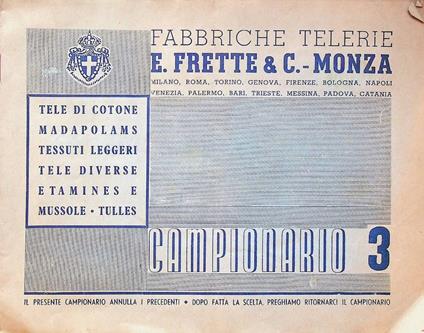 FABBRICHE TELERIE
E. FRETTE & C.-MONZA
MILANO, ROMA, TORINO, GENOVA, FIRENZE, BOLOGNA, NAPOLI
VENEZIA, PALERMO, BARI, TRIESTE, MESSINA, PADOVA, CATANIA
TELE DI COTONE
MADAPOLAMS
TESSUTI LEGGERI
TELE DIVERSE
ETAMINES E
MUSSOLE • TULLES
CAMPIONARIO 3
IL PRESENTE CAMPIONARIO ANNULLA I PRECEDENTI • DOPO FATTA LA SCELTA, PREGHIAMO RITORNARCI IL CAMPIONARIO